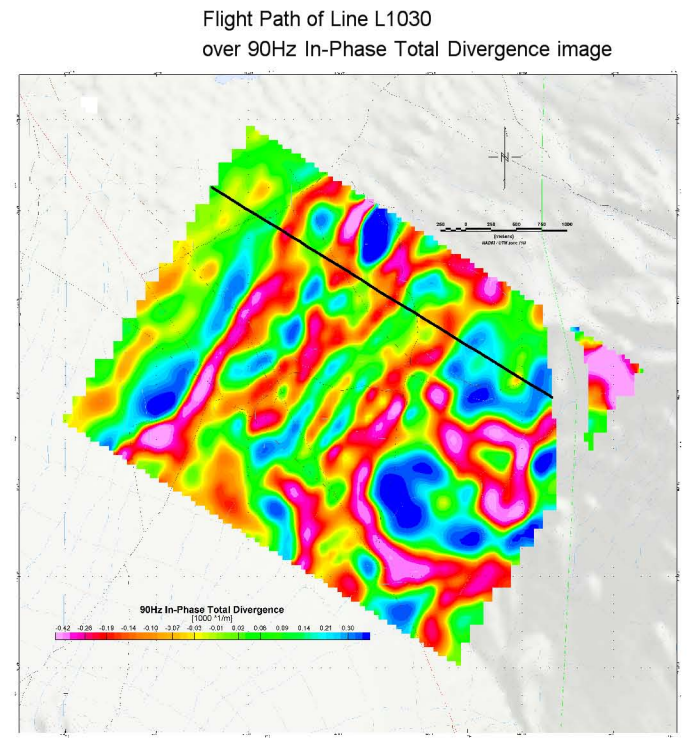 Flight Path of Line L1030
over 90Hz In-Phase Total Divergence image
250 0 250 500 750 1000
(meters)
90Hz In-Phase Total Divergence
[1000 *1/m]
-0.42 -0.26 -0.19 -0.14 -0.10 -0.07 -0.03 -0.01 0.02 0.06 0.09 0.14 0.21 0.30